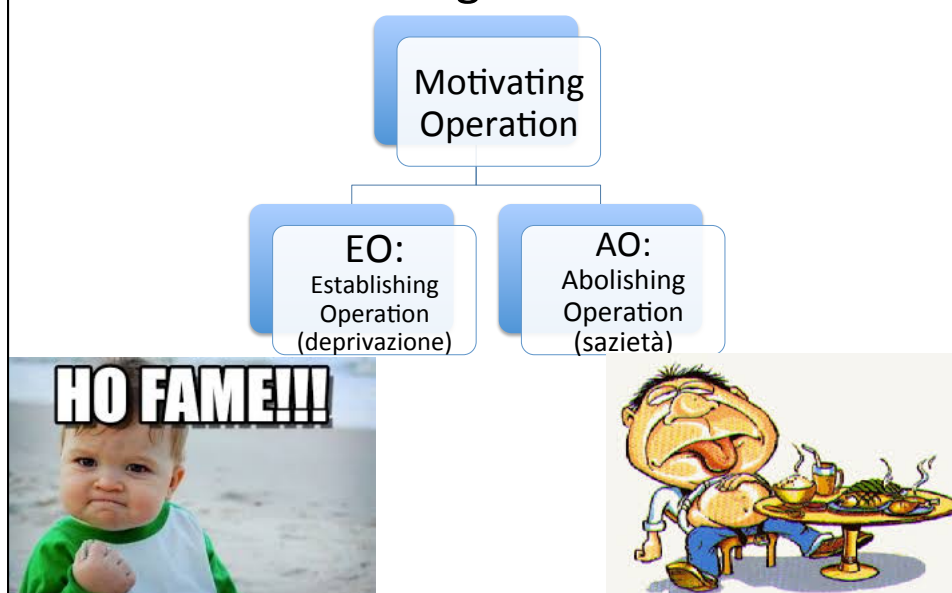 Motivating
Operation
EO:
Establishing
Operation
(deprivazione)
AO:
Abolishing
Operation
(sazietà)
HO FAME!!!